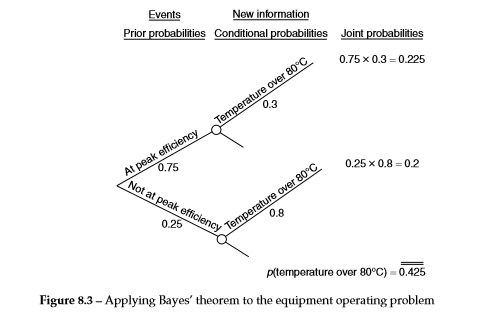 Events New information
Prior probabilities Conditional probabilities Joint probabilities
Temperature over 80°C
0.3
0.75 × 0.3 = 0.225
At peak efficiency
0.75
Not at peak efficiency
0.25
Temperature over 80°C
0.8
0.25 × 0.8 = 0.2
p(temperature over 80°C) = 0.425
Figure 8.3 – Applying Bayes’ theorem to the equipment operating problem